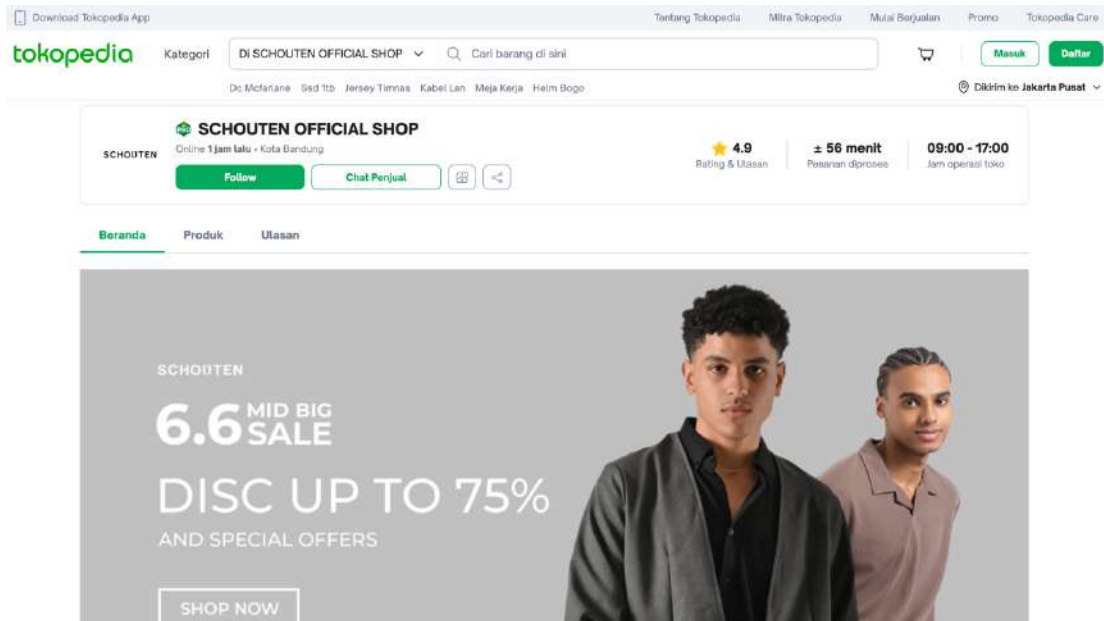 Download Tokopedia App
Tentang Tokopedia Mitra Tokopedia Mulai Berjualan Promo Tokopedia Care
tokopedia Kategori Di SCHOUTEN OFFICIAL SHOP Cari barang di sini Masuk Daftar
Dc Mcfarlane Ssd 1tb Jersey Timnas Kabel Lan Meja Kerja Helm Bogo
Dikirim ke Jakarta Pusat
SCHOUTEN
PRO SCHOUTEN OFFICIAL SHOP
Online 1 jam lalu • Kota Bandung
Follow Chat Penjual
4.9
Rating & Ulasan
± 56 menit
Pesanan diproses
09:00 - 17:00
Jam operasi toko
Beranda Produk Ulasan
SCHOUTEN
6.6 MID BIG
SALE
DISC UP TO 75%
AND SPECIAL OFFERS
SHOP NOW